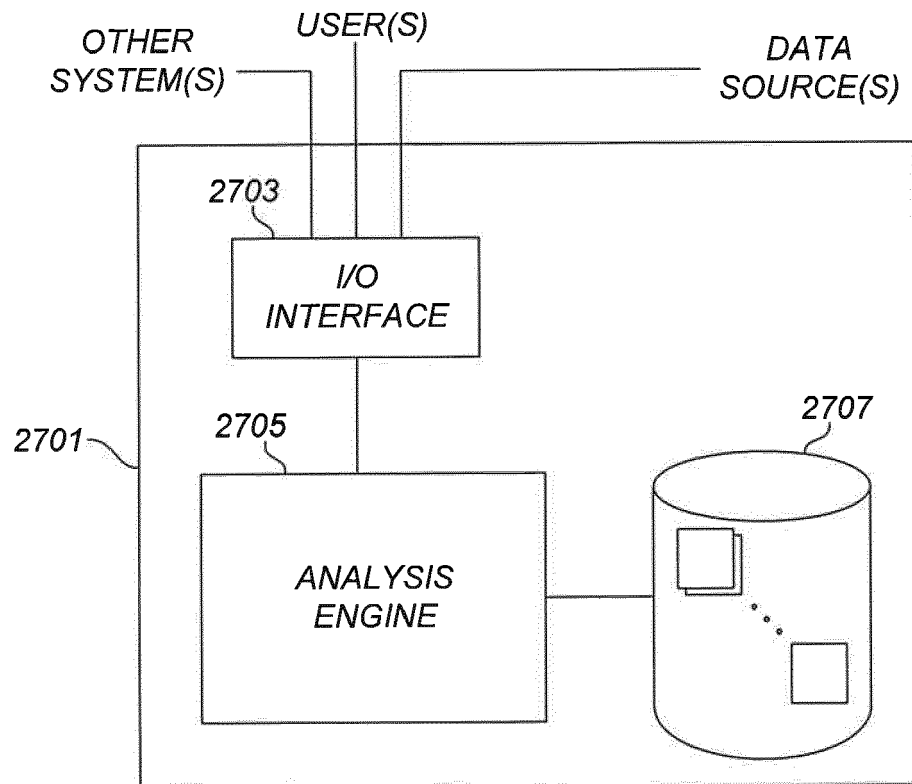 OTHER
SYSTEM(S)
USER(S)
DATA
SOURCE(S)
2703
I/O
INTERFACE
2701
2705
2707
ANALYSIS
ENGINE